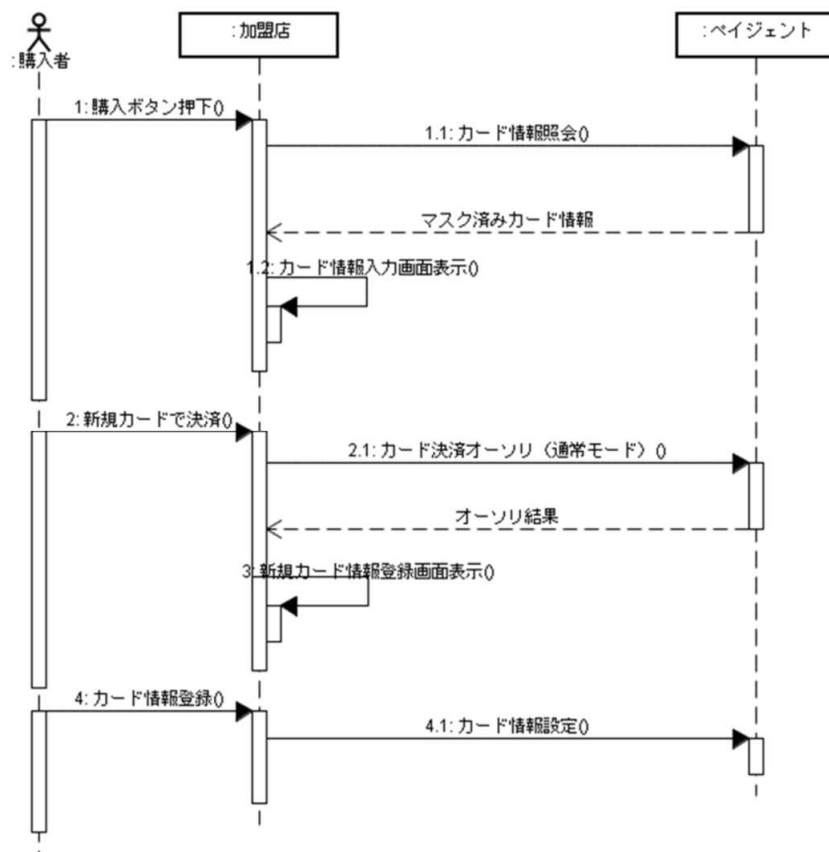 :購入者
:加盟店
:ペイジェント
1:購入ボタン押下()
1.1:カード情報照会()
マスク済みカード情報
1.2:カード情報入力画面表示()
2:新規カードで決済()
2.1:カード決済オーソリ（通常モード）()
オーソリ結果
3:新規カード情報登録画面表示()
4:カード情報登録()
4.1:カード情報設定()